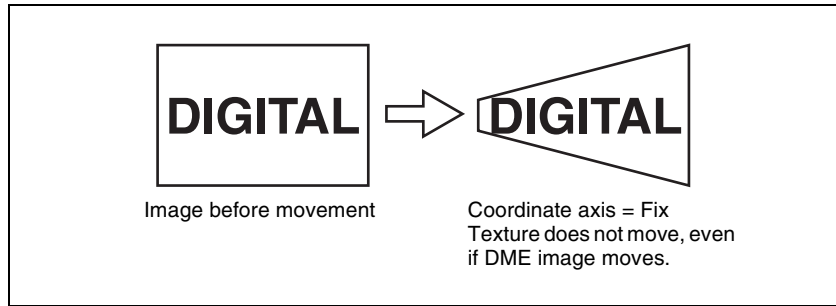 DIGITAL
DIGITAL
Image before movement
Coordinate axis = Fix
Texture does not move, even
if DME image moves.